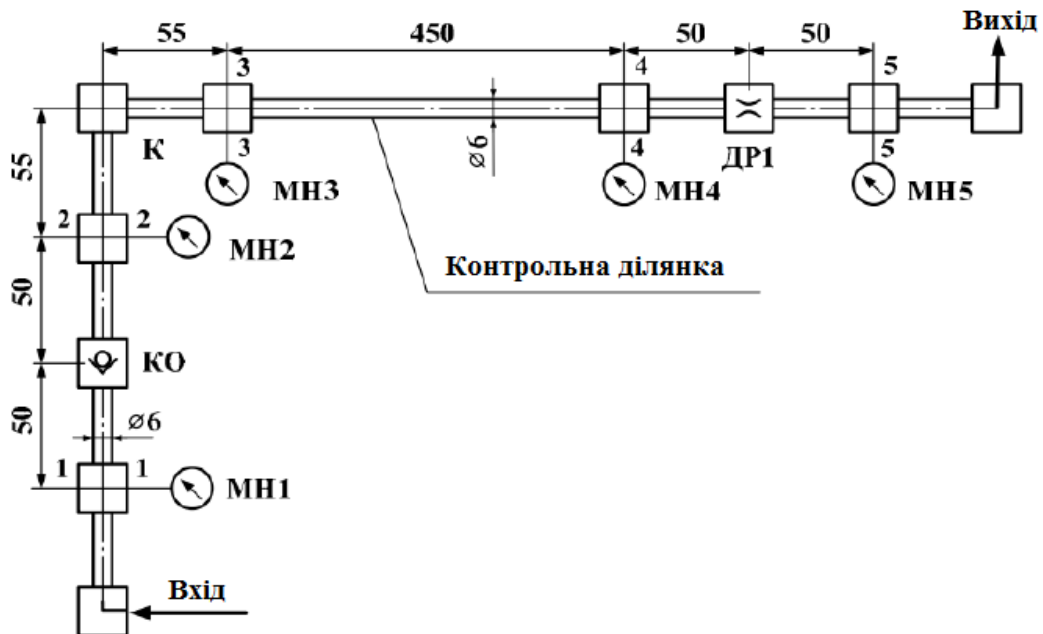 Вихід
55 450 50 50
3 4 5
К 3 ⌀6 4 ДР1 5
МН3 МН4 МН5
55
2 2
МН2
Контрольна ділянка
50
КО
50
⌀6
1 1
МН1
Вхід